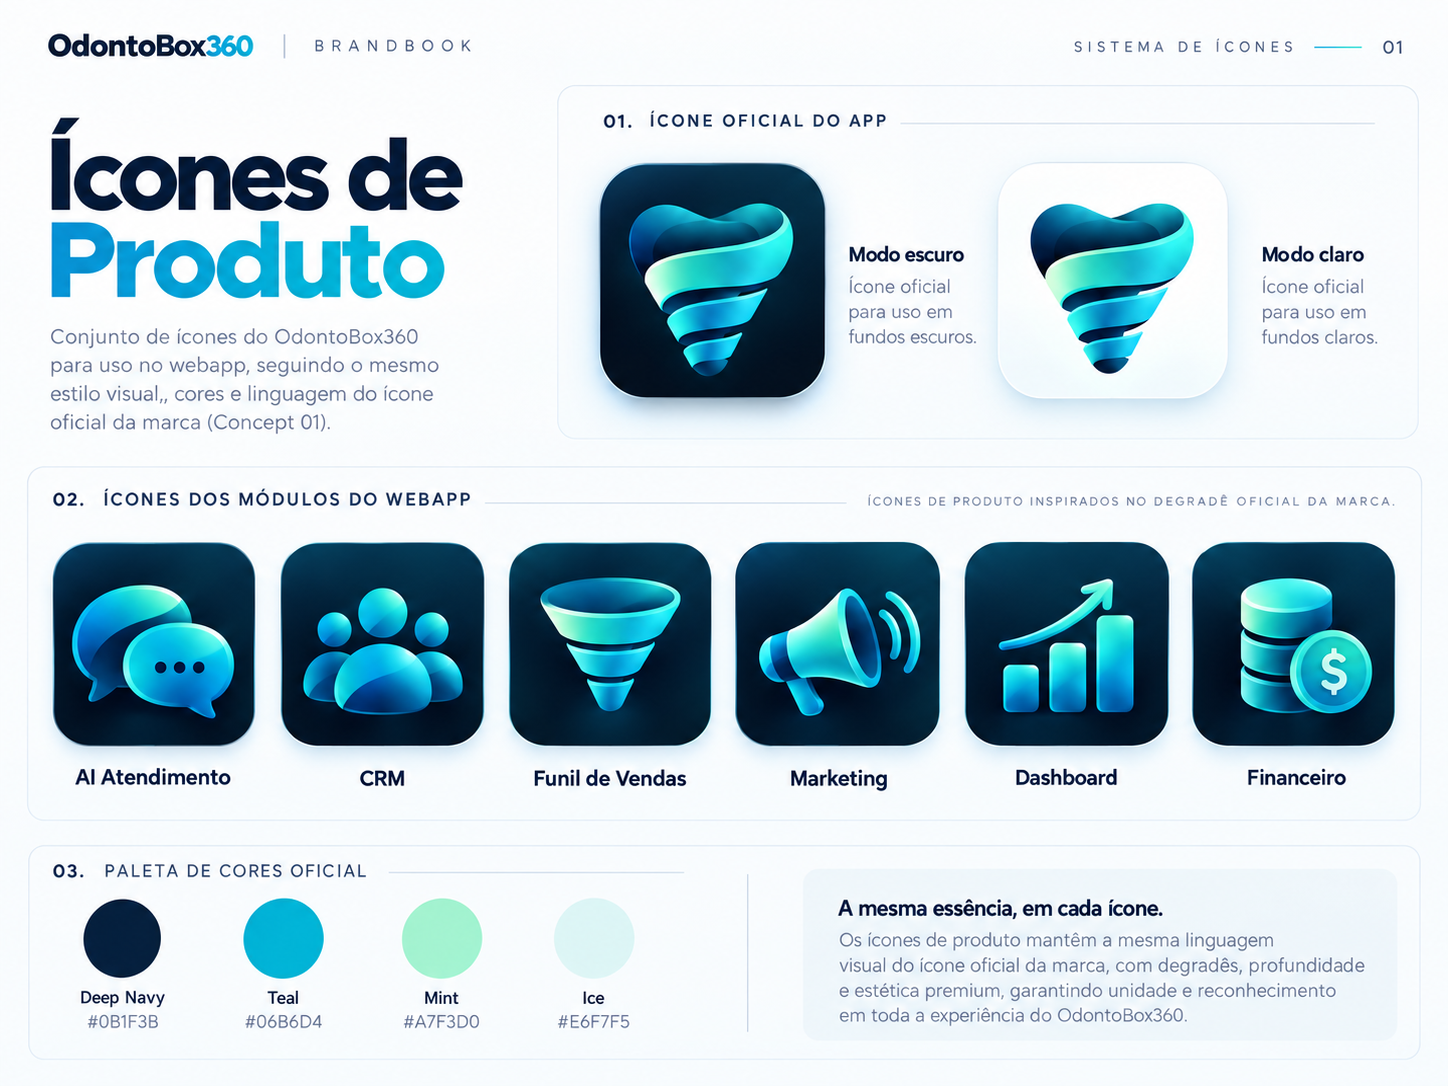 OdontoBox360
BRANDBOOK
SISTEMA DE ÍCONES
01
Ícones de
Produto
Conjunto de ícones do OdontoBox360
para uso no webapp, seguindo o mesmo
estilo visual,, cores e linguagem do ícone
oficial da marca (Concept 01).
01. ÍCONE OFICIAL DO APP
Modo escuro
Ícone oficial
para uso em
fundos escuros.
Modo claro
Ícone oficial
para uso em
fundos claros.
02. ÍCONES DOS MÓDULOS DO WEBAPP
ÍCONES DE PRODUTO INSPIRADOS NO DEGRADÊ OFICIAL DA MARCA.
$
AI Atendimento
CRM
Funil de Vendas
Marketing
Dashboard
Financeiro
03. PALETA DE CORES OFICIAL
Deep Navy
#0B1F3B
Teal
#06B6D4
Mint
#A7F3D0
Ice
#E6F7F5
A mesma essência, em cada ícone.
Os ícones de produto mantêm a mesma linguagem
visual do ícone oficial da marca, com degradês, profundidade
e estética premium, garantindo unidade e reconhecimento
em toda a experiência do OdontoBox360.